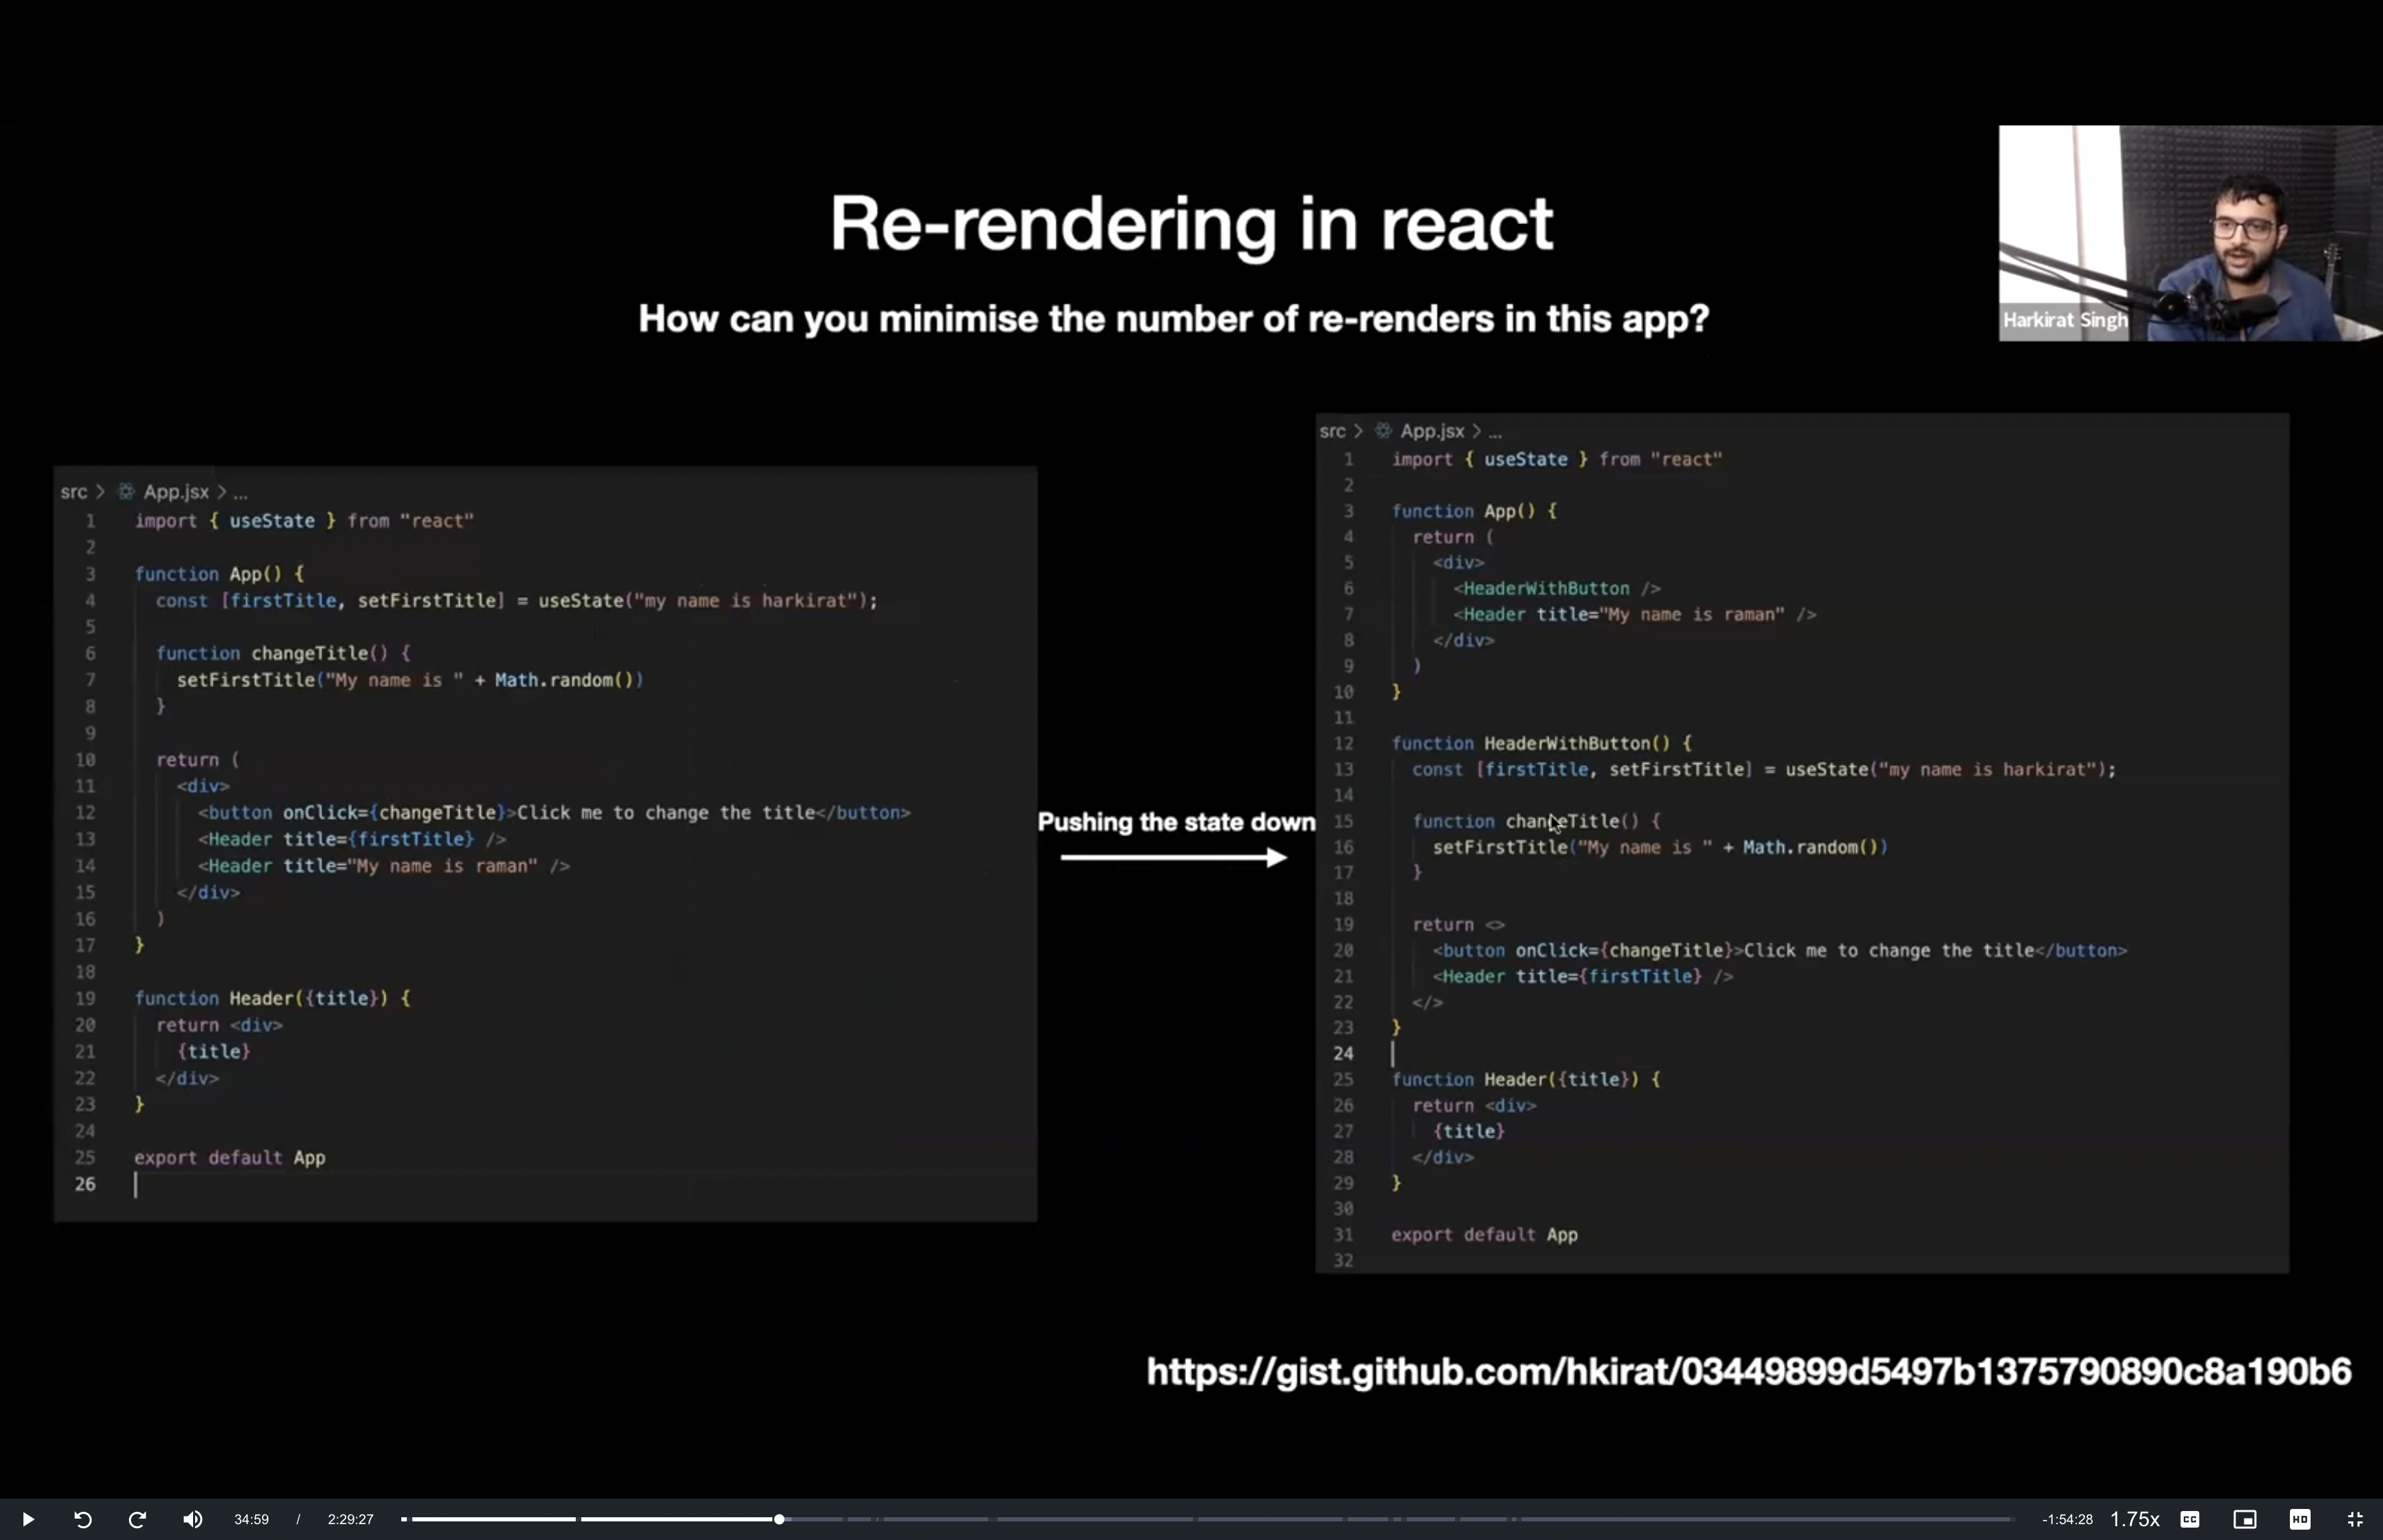 Re-rendering in react
How can you minimise the number of re-renders in this app?
Harkirat Singh
src > App.jsx > ...
1 import { useState } from "react"
2
3 function App() {
4 const [firstTitle, setFirstTitle] = useState("my name is harkirat");
5
6 function changeTitle() {
7 setFirstTitle("My name is " + Math.random())
8 }
9
10 return (
11 <div>
12 <button onClick={changeTitle}>Click me to change the title</button>
13 <Header title={firstTitle} />
14 <Header title="My name is raman" />
15 </div>
16 )
17 }
18
19 function Header({title}) {
20 return <div>
21 {title}
22 </div>
23 }
24
25 export default App
26
Pushing the state down
src > App.jsx > ...
1 import { useState } from "react"
2
3 function App() {
4 return (
5 <div>
6 <HeaderWithButton />
7 <Header title="My name is raman" />
8 </div>
9 )
10 }
11
12 function HeaderWithButton() {
13 const [firstTitle, setFirstTitle] = useState("my name is harkirat");
14
15 function changeTitle() {
16 setFirstTitle("My name is " + Math.random())
17 }
18
19 return <>
20 <button onClick={changeTitle}>Click me to change the title</button>
21 <Header title={firstTitle} />
22 </>
23 }
24
25 function Header({title}) {
26 return <div>
27 {title}
28 </div>
29 }
30
31 export default App
32
https://gist.github.com/hkirat/03449899d5497b1375790890c8a190b6
34:59 / 2:29:27 -1:54:28 1.75x CC HD